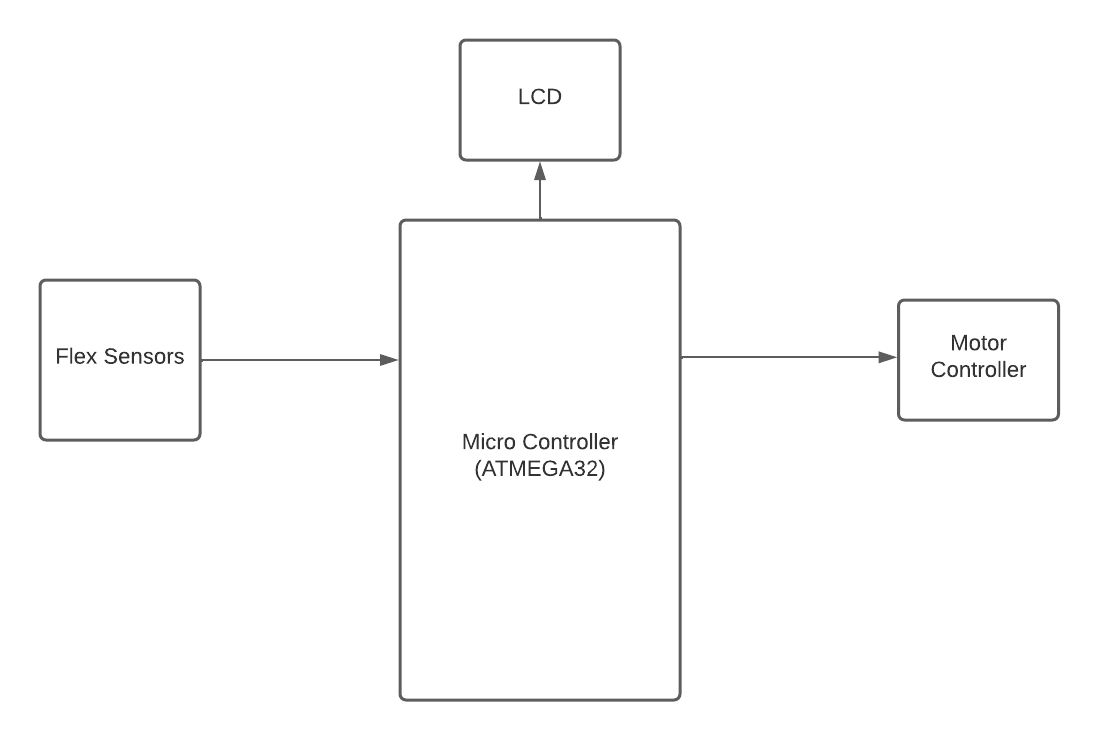 LCD
Flex Sensors
Micro Controller
(ATMEGA32)
Motor
Controller